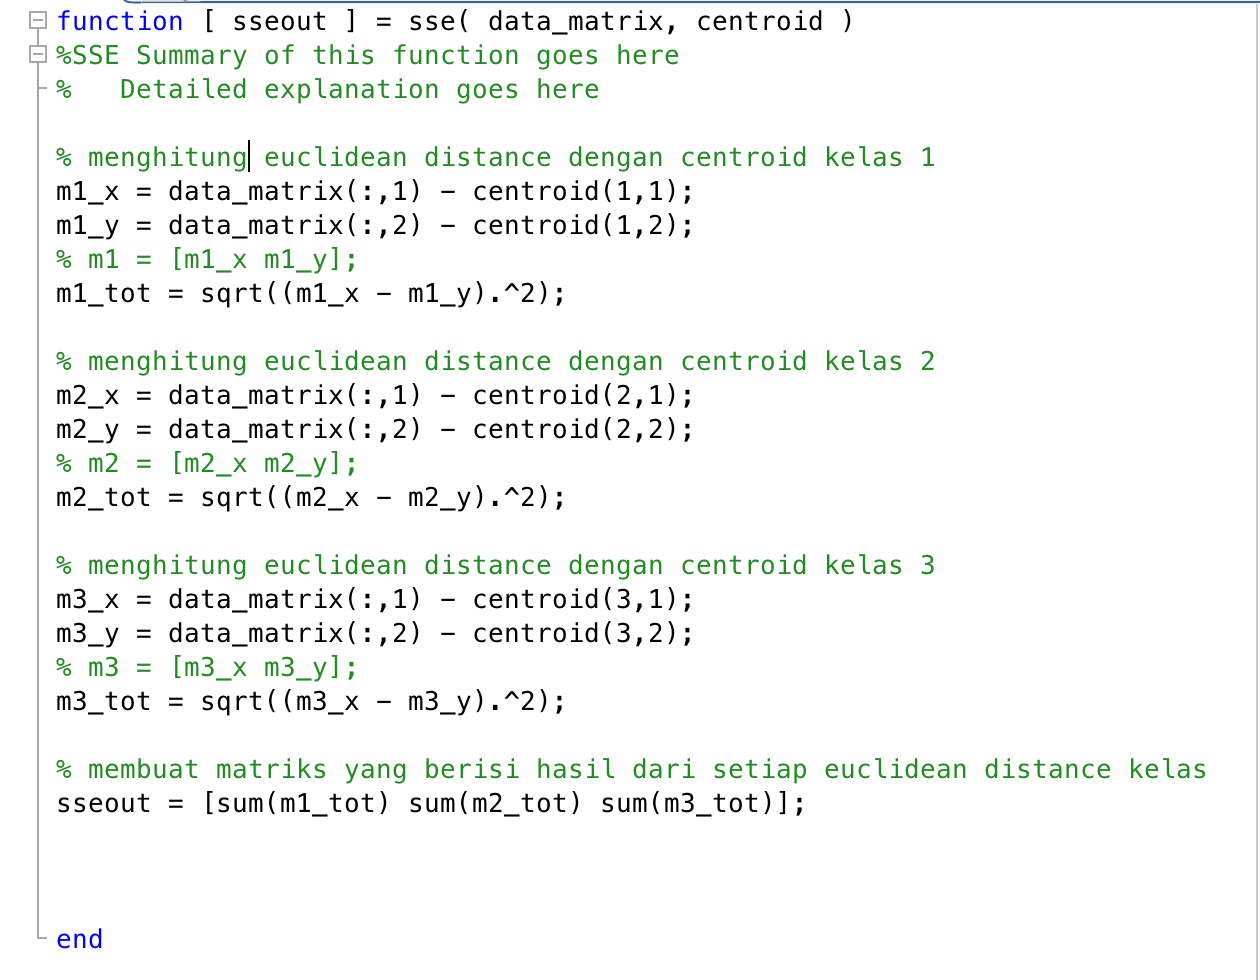 function [ sseout ] = sse( data_matrix, centroid )
%SSE Summary of this function goes here
%   Detailed explanation goes here
% menghitung euclidean distance dengan centroid kelas 1
m1_x = data_matrix(:,1) - centroid(1,1);
m1_y = data_matrix(:,2) - centroid(1,2);
% m1 = [m1_x m1_y];
m1_tot = sqrt((m1_x - m1_y).^2);
% menghitung euclidean distance dengan centroid kelas 2
m2_x = data_matrix(:,1) - centroid(2,1);
m2_y = data_matrix(:,2) - centroid(2,2);
% m2 = [m2_x m2_y];
m2_tot = sqrt((m2_x - m2_y).^2);
% menghitung euclidean distance dengan centroid kelas 3
m3_x = data_matrix(:,1) - centroid(3,1);
m3_y = data_matrix(:,2) - centroid(3,2);
% m3 = [m3_x m3_y];
m3_tot = sqrt((m3_x - m3_y).^2);
% membuat matriks yang berisi hasil dari setiap euclidean distance kelas
sseout = [sum(m1_tot) sum(m2_tot) sum(m3_tot)];
end